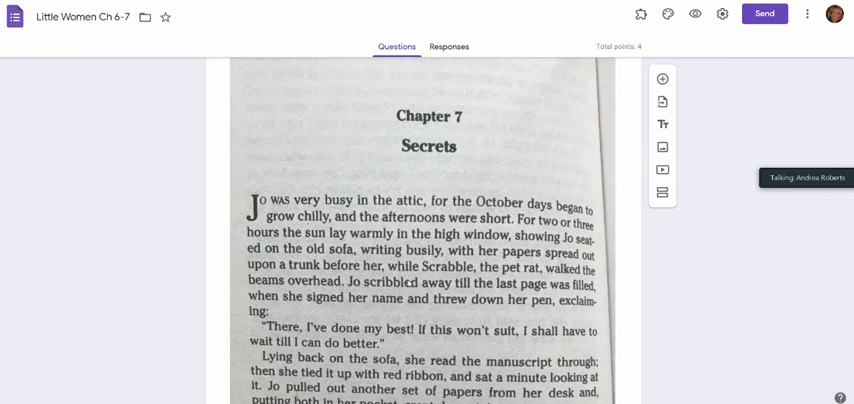 Little Women Ch 6-7
Send
Questions
Responses
Total points: 4
Chapter 7
Secrets
JO WAS very busy in the attic, for the October days began to
grow chilly, and the afternoons were short. For two or three
hours the sun lay warmly in the high window, showing Jo seat-
ed on the old sofa, writing busily, with her papers spread out
upon a trunk before her, while Scrabble, the pet rat, walked the
beams overhead. Jo scribbled away till the last page was filled,
when she signed her name and threw down her pen, exclaim-
ing:
"There, I've done my best! If this won't suit, I shall have to
wait till I can do better."
Lying back on the sofa, she read the manuscript through;
then she tied it up with red ribbon, and sat a minute looking at
it. Jo pulled out another set of papers from her desk and,
putting both in her pocket,
Tt
Talking: Andrea Roberts